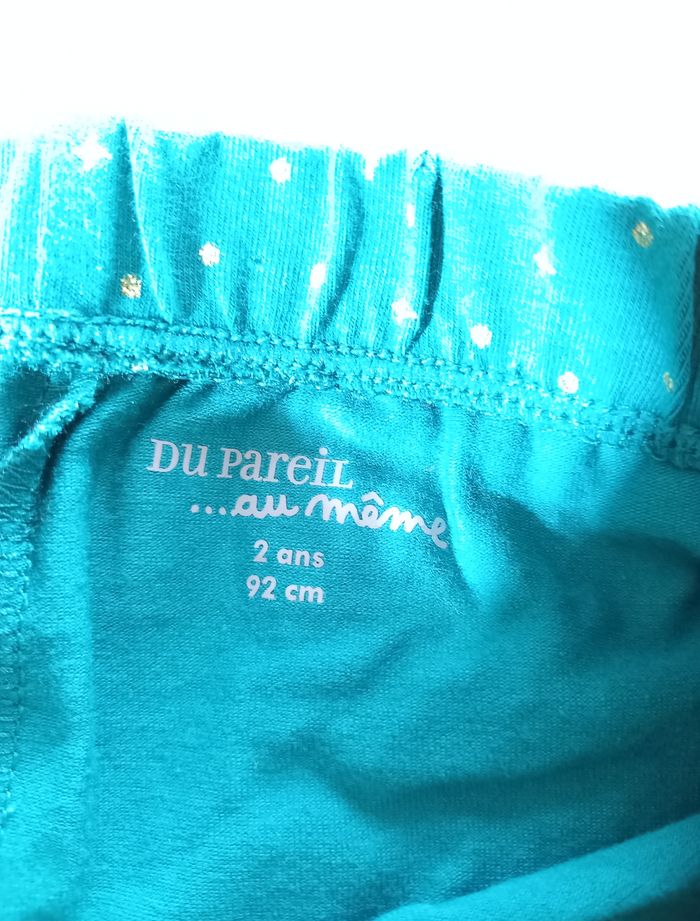 Du Pareil
...au même
2 ans
92 cm